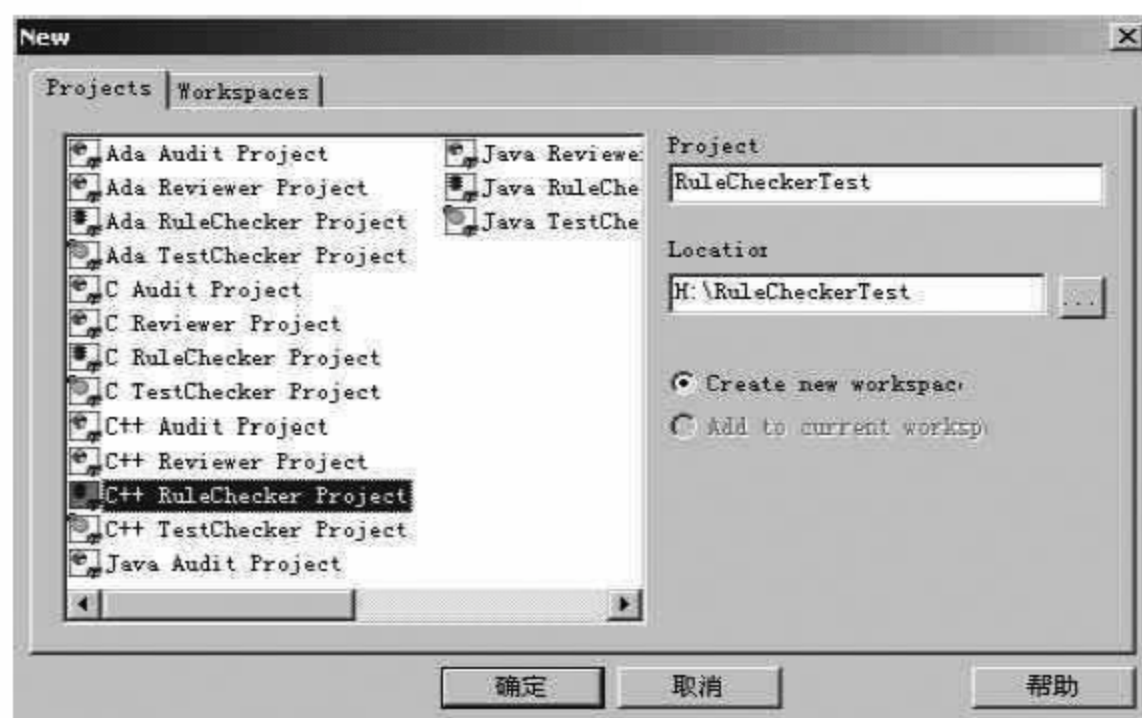 New
Projects
Workspaces
Ada Audit Project
Ada Reviewer Project
Ada RuleChecker Project
Ada TestChecker Project
C Audit Project
C Reviewer Project
C RuleChecker Project
C TestChecker Project
C++ Audit Project
C++ Reviewer Project
C++ RuleChecker Project
C++ TestChecker Project
Java Audit Project
Java Reviewe
Java RuleChe
Java TestChe
Project
RuleCheckerTest
Location
H:\RuleCheckerTest
...
Create new workspac
Add to current worksp
确定
取消
帮助